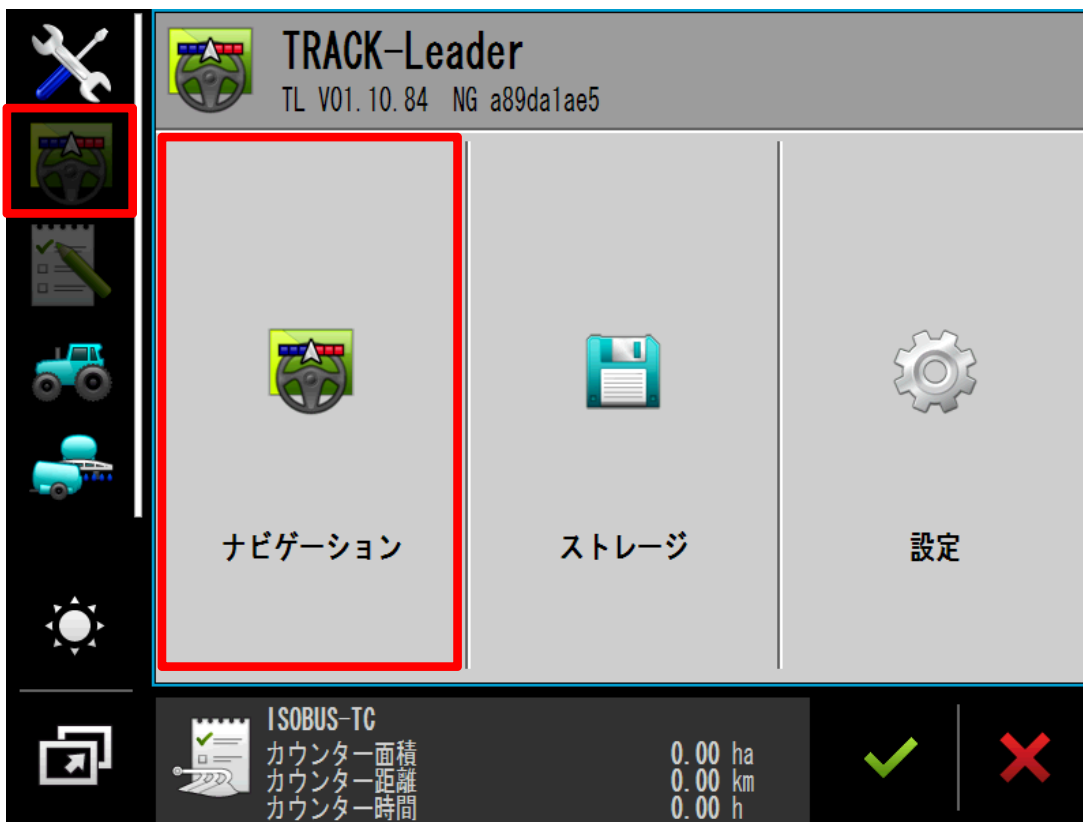 TRACK-Leader
TL V01.10.84 NG a89da1ae5
ナビゲーション
ストレージ
設定
ISOBUS-TC
カウンター面積 0.00 ha
カウンター距離 0.00 km
カウンター時間 0.00 h